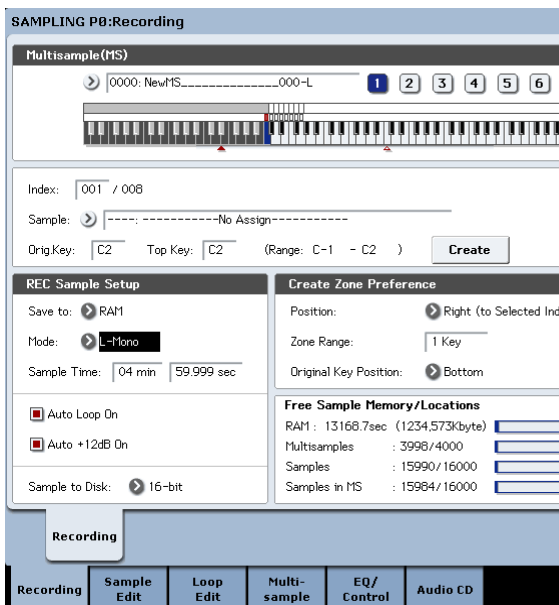 SAMPLING P0:Recording
Multisample(MS)
0000: NewMS______________000-L
1 2 3 4 5 6
Index: 001 / 008
Sample: ----: -----------No Assign-----------
Orig.Key: C2 Top Key: C2 (Range: C-1 - C2 ) Create
REC Sample Setup
Save to: RAM
Mode: L-Mono
Sample Time: 04 min 59.999 sec
Auto Loop On
Auto +12dB On
Sample to Disk: 16-bit
Create Zone Preference
Position: Right (to Selected Ind
Zone Range: 1 Key
Original Key Position: Bottom
Free Sample Memory/Locations
RAM : 13168.7sec (1234,573Kbyte)
Multisamples : 3998/4000
Samples : 15990/16000
Samples in MS : 15984/16000
Recording
Recording
Sample Edit
Loop Edit
Multi-sample
EQ/Control
Audio CD